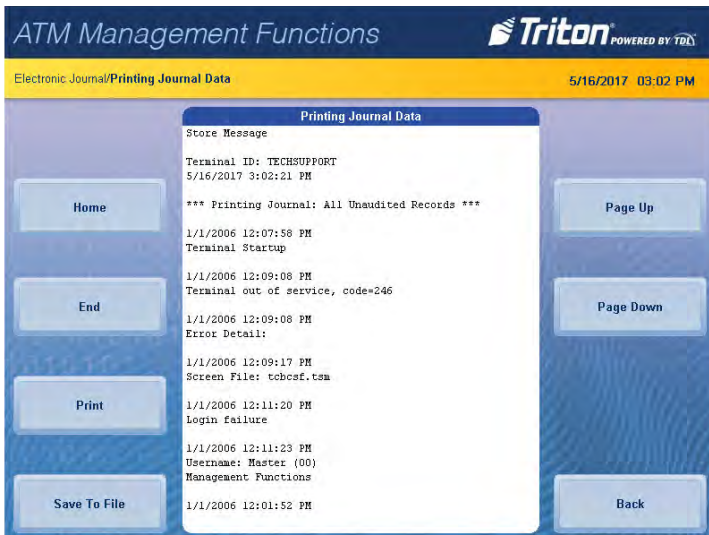 ATM Management Functions
Triton POWERED BY TDL
Electronic Journal/Printing Journal Data
5/16/2017 03:02 PM
Printing Journal Data
Store Message
Terminal ID: TECHSUPPORT
5/16/2017 3:02:21 PM
*** Printing Journal: All Unaudited Records ***
1/1/2006 12:07:58 PM
Terminal Startup
1/1/2006 12:09:08 PM
Terminal out of service, code=246
1/1/2006 12:09:08 PM
Error Detail:
1/1/2006 12:09:17 PM
Screen File: tcbcsf.tsm
1/1/2006 12:11:20 PM
Login failure
1/1/2006 12:11:23 PM
Username: Master (00)
Management Functions
1/1/2006 12:01:52 PM
Home
End
Print
Save To File
Page Up
Page Down
Back